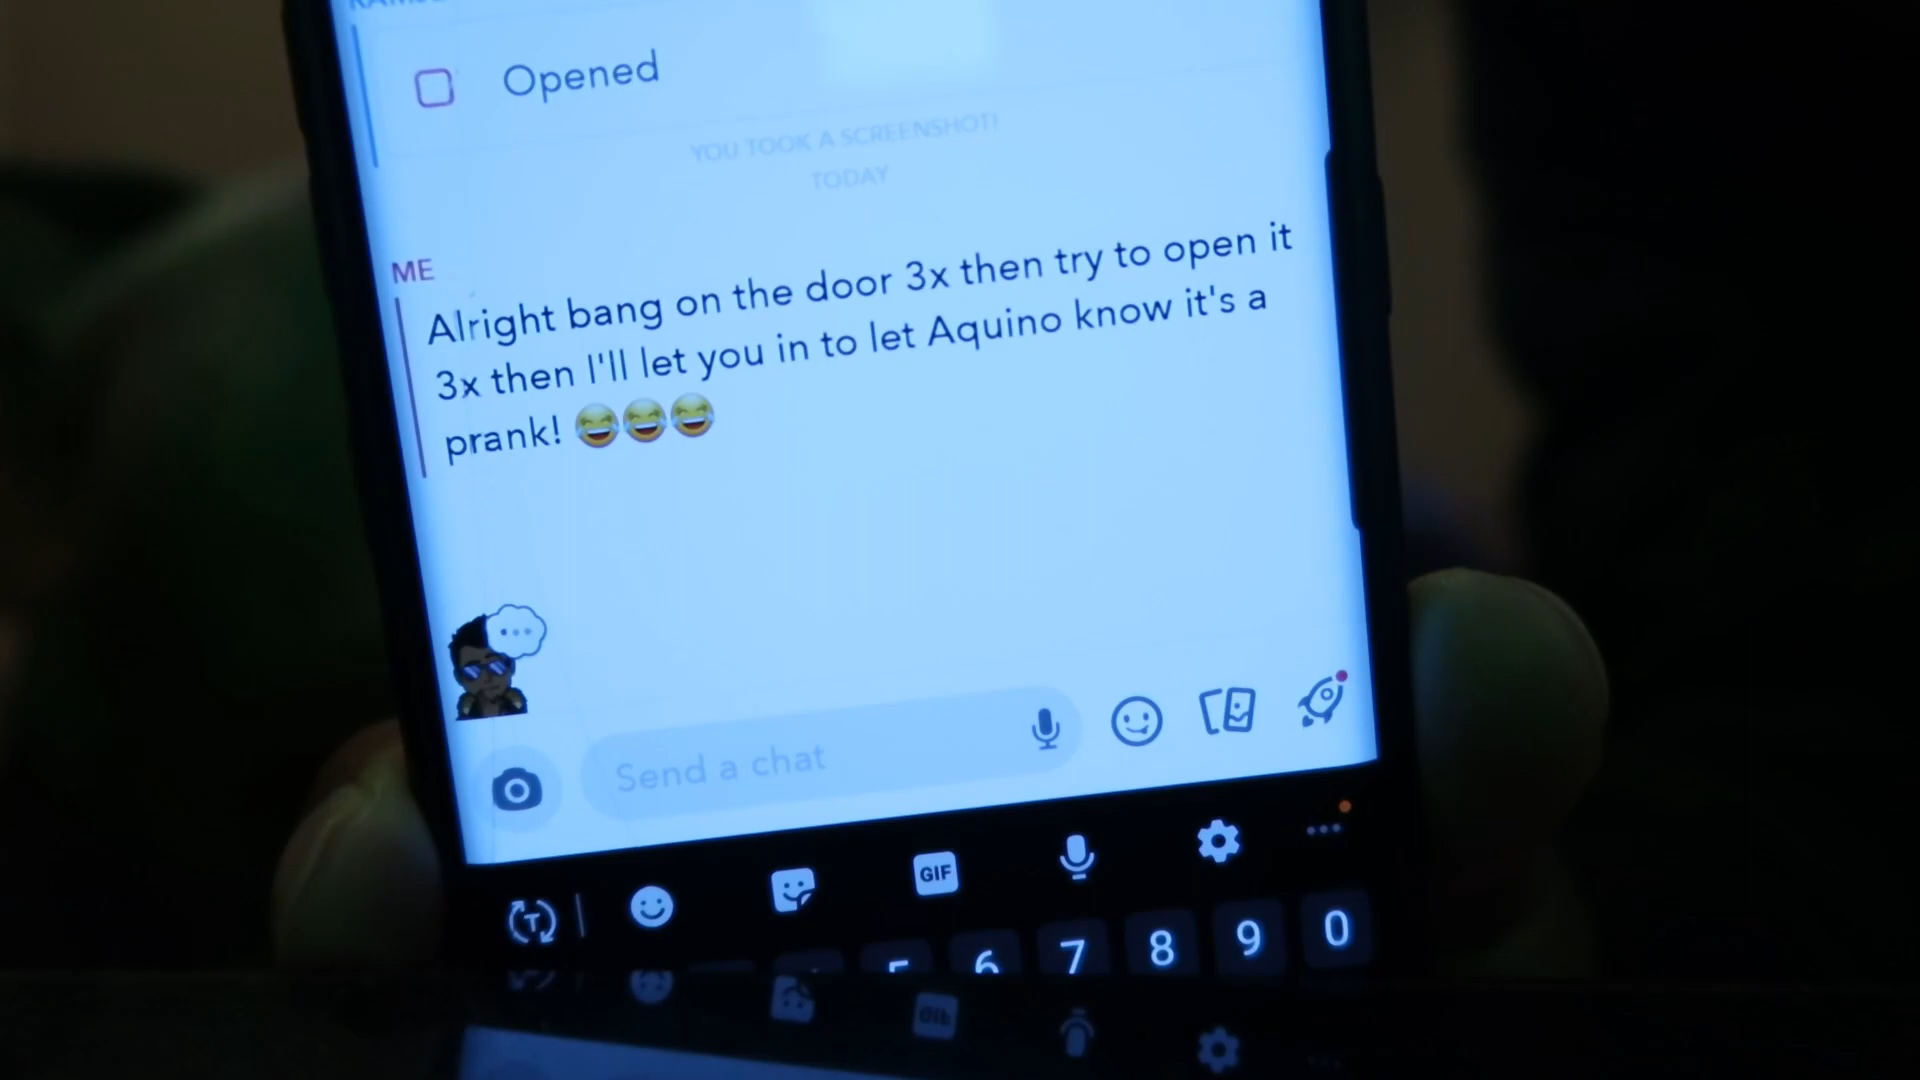 Opened
YOU TOOK A SCREENSHOT!
TODAY
ME
Alright bang on the door 3x then try to open it
3x then I'll let you in to let Aquino know it's a
prank! 😂😂😂
Send a chat
GIF
6 7 8 9 0